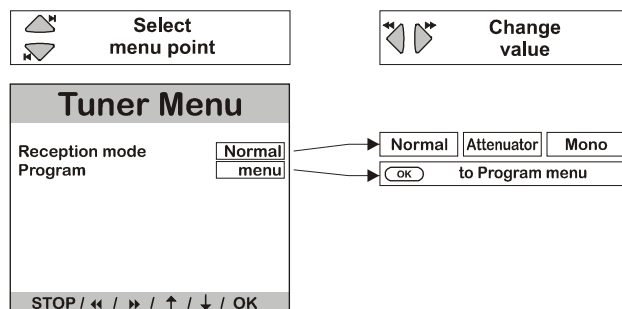 Select
menu point
Change
value
Tuner Menu
Reception mode Normal
Program menu
STOP / ◀◀ / ▶▶ / ↑ / ↓ / OK
Normal Attenuator Mono
OK to Program menu